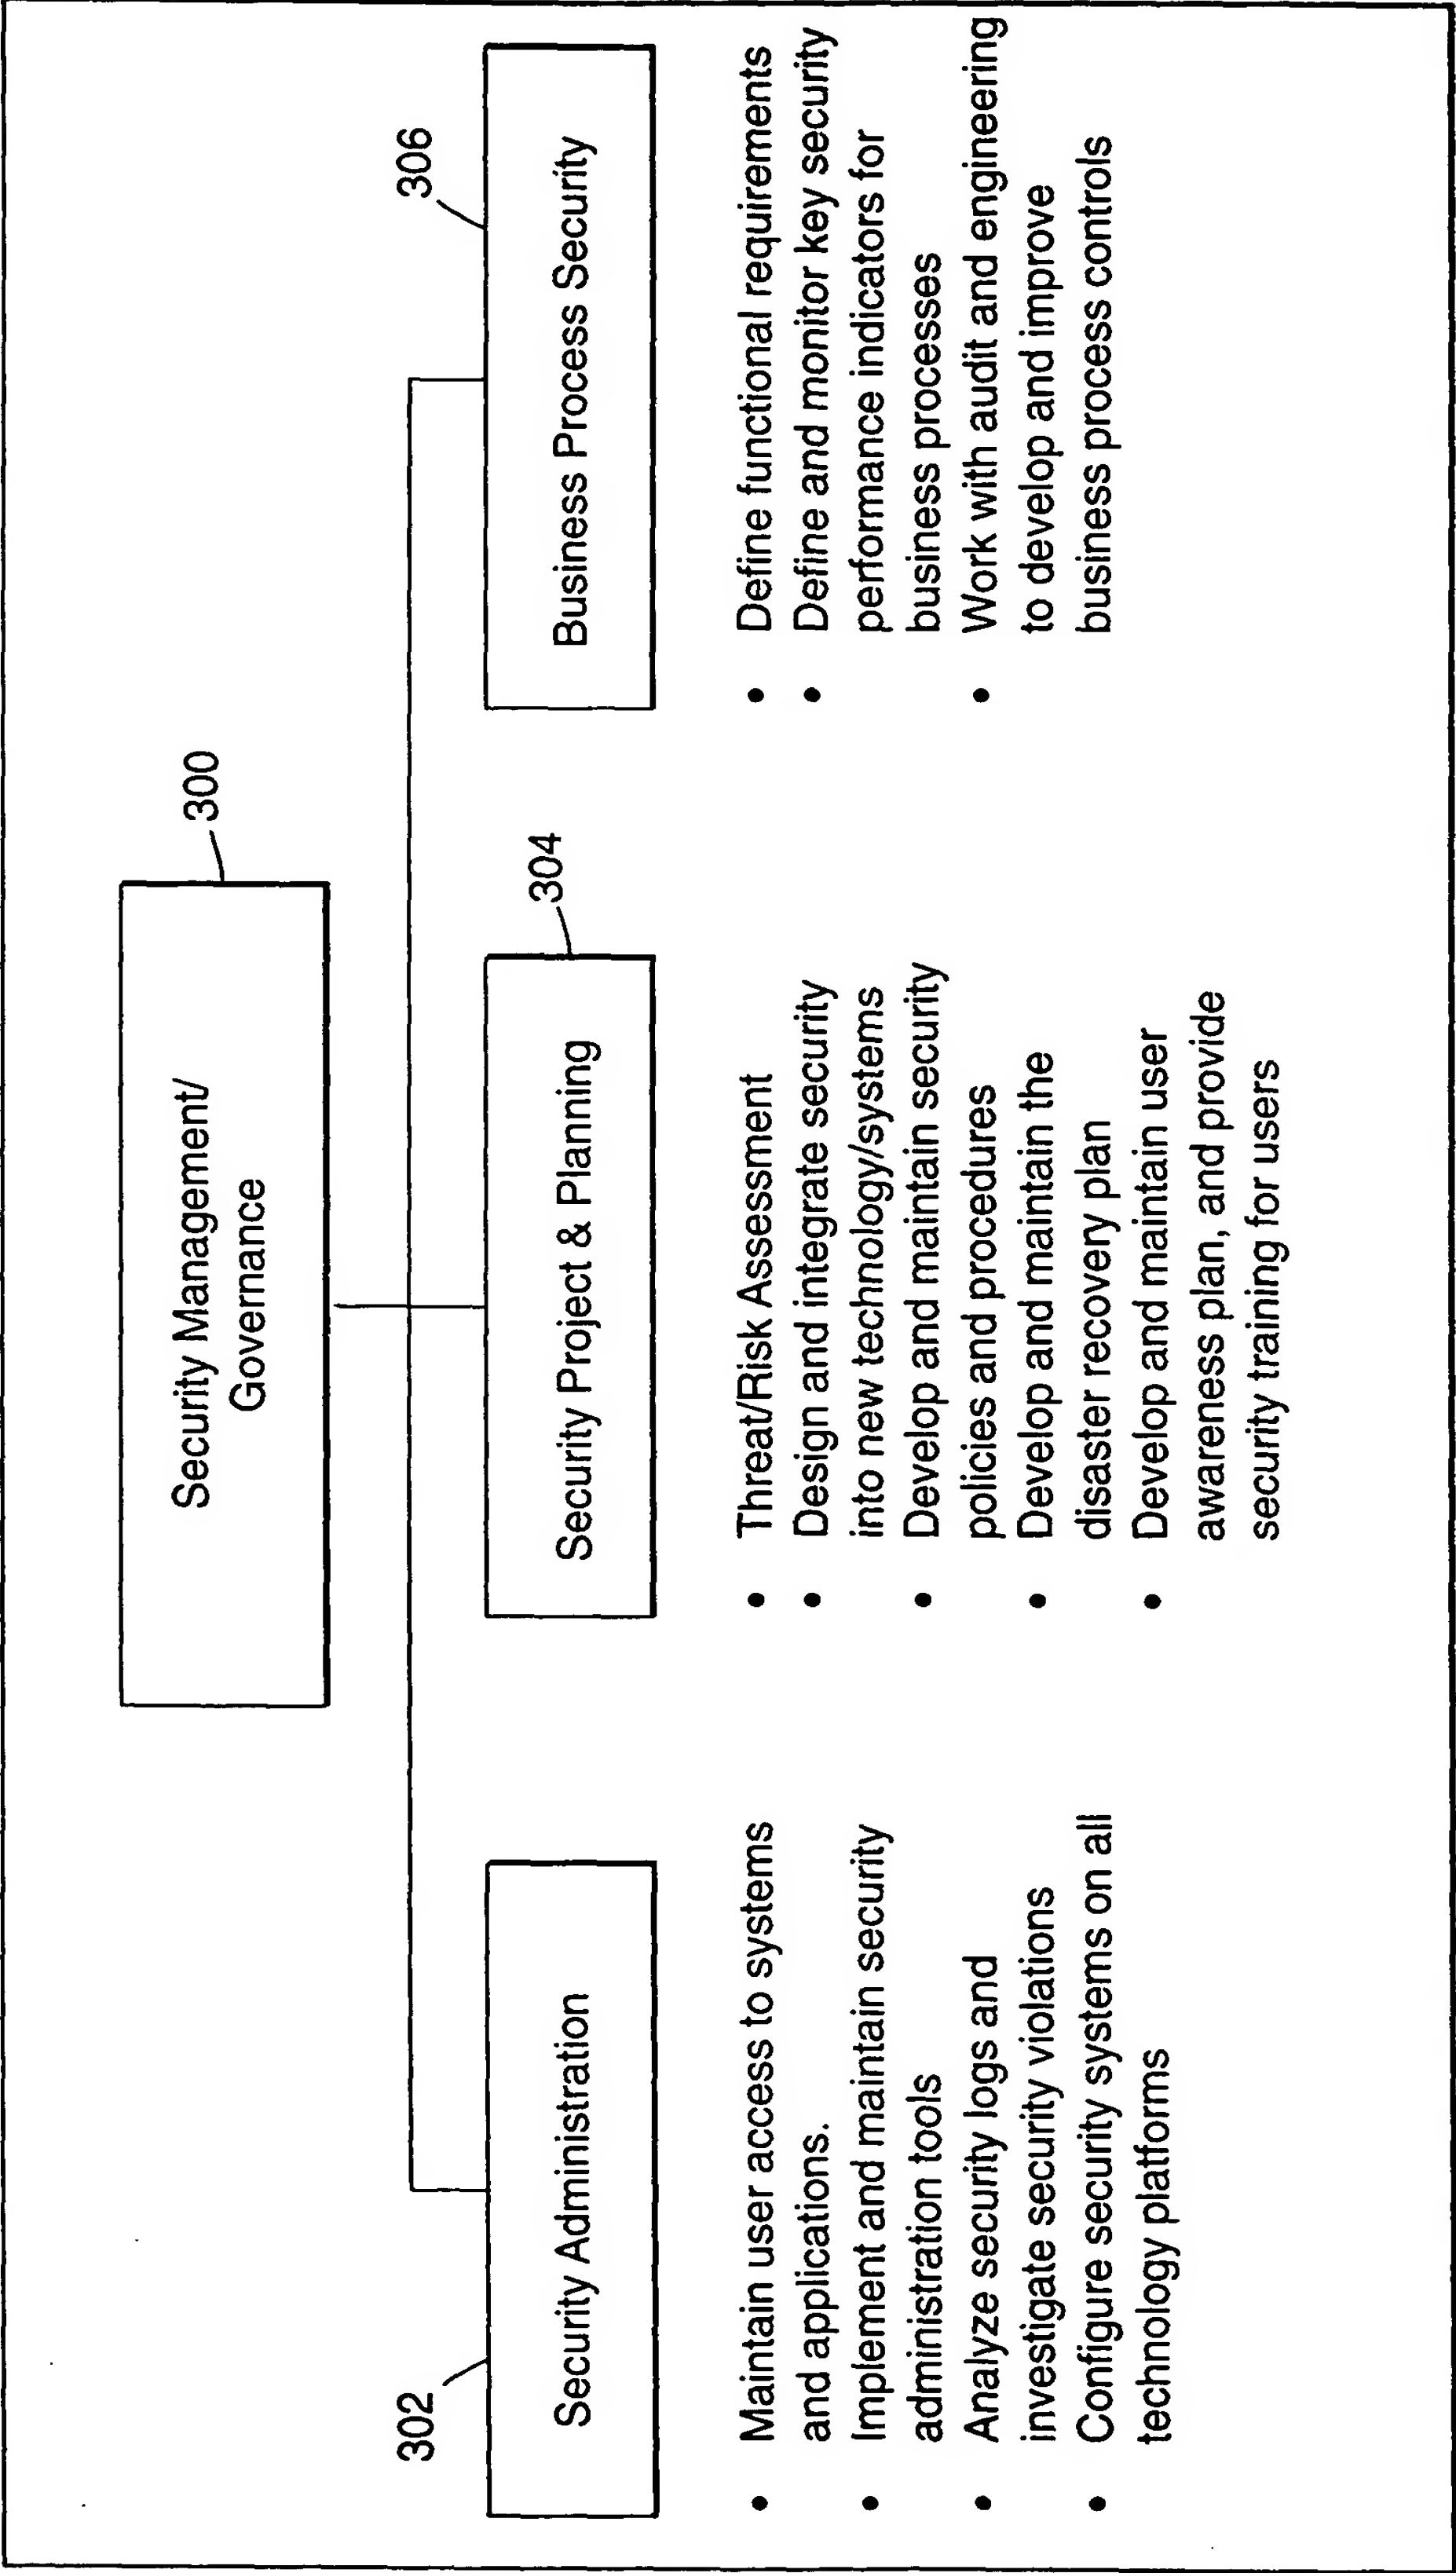 300
Security Management/
Governance
302
Security Administration
304
Security Project & Planning
306
Business Process Security
• Maintain user access to systems
and applications.
• Implement and maintain security
administration tools
• Analyze security logs and
investigate security violations
• Configure security systems on all
technology platforms
• Threat/Risk Assessment
• Design and integrate security
into new technology/systems
• Develop and maintain security
policies and procedures
• Develop and maintain the
disaster recovery plan
• Develop and maintain user
awareness plan, and provide
security training for users
• Define functional requirements
• Define and monitor key security
performance indicators for
business processes
• Work with audit and engineering
to develop and improve
business process controls